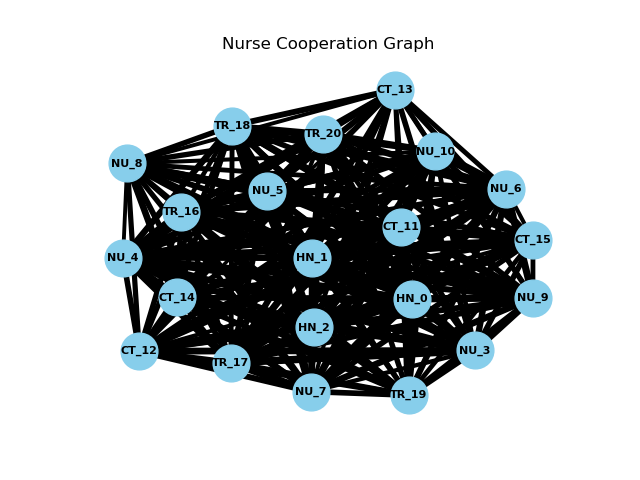 Nurse Cooperation Graph
CT_13
TR_18
TR_20
NU_10
NU_8
NU_5
NU_6
TR_16
CT_11
CT_15
NU_4
HN_1
CT_14
HN_0
NU_9
HN_2
CT_12
NU_3
TR_17
NU_7
TR_19